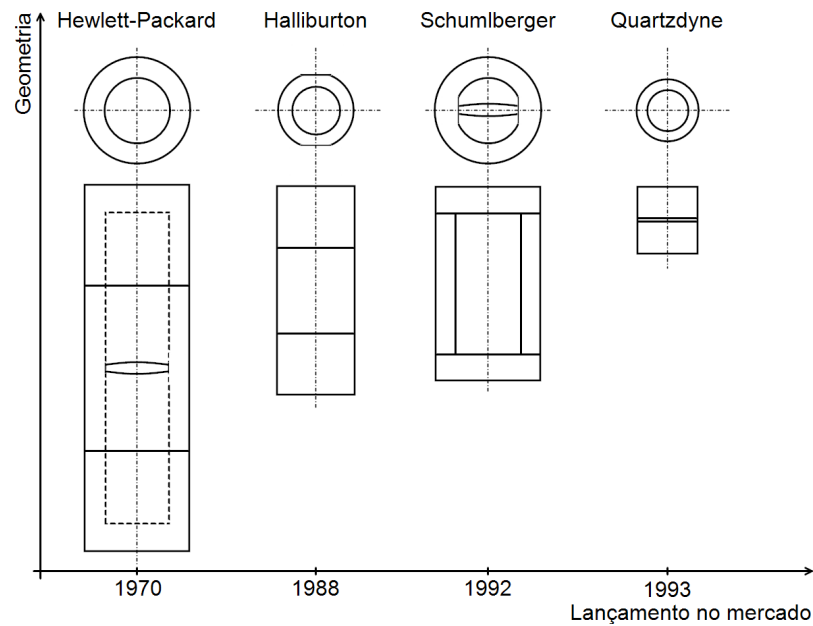 Hewlett-Packard
Halliburton
Schumlberger
Quartzdyne
Geometria
1970
1988
1992
1993
Lançamento no mercado